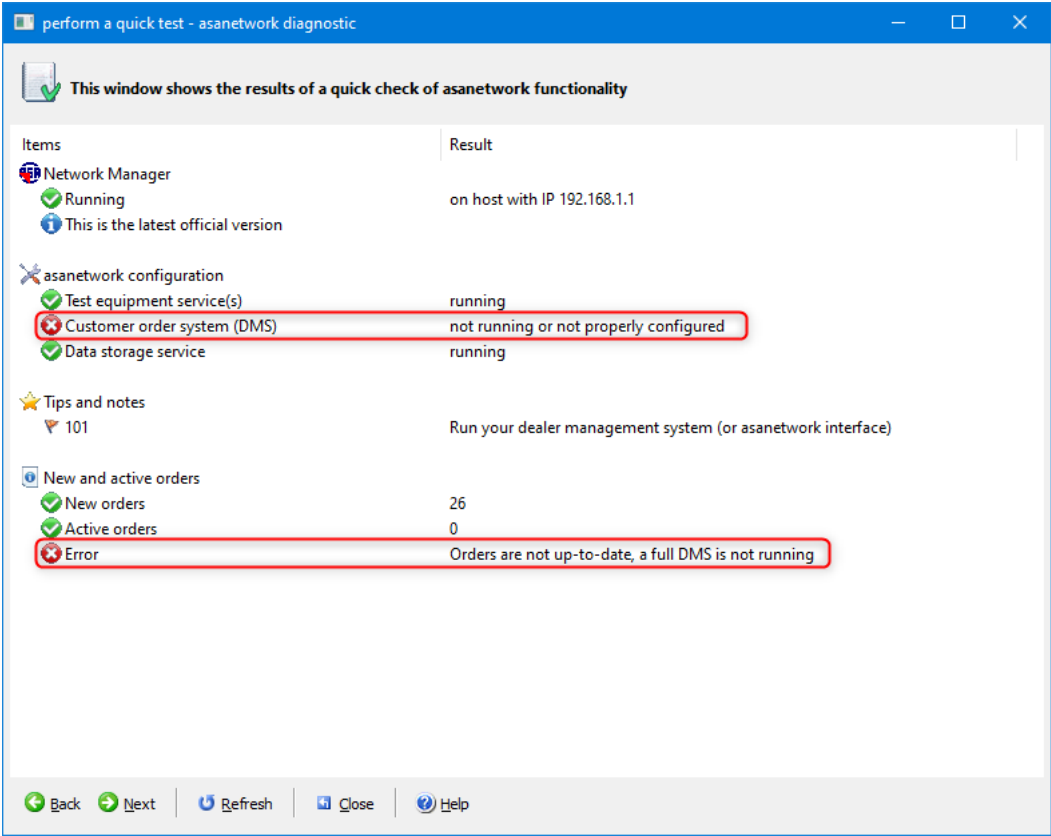 perform a quick test - asanetwork diagnostic
This window shows the results of a quick check of asanetwork functionality
Items Result
Network Manager
Running on host with IP 192.168.1.1
This is the latest official version
asanetwork configuration
Test equipment service(s) running
Customer order system (DMS) not running or not properly configured
Data storage service running
Tips and notes
101 Run your dealer management system (or asanetwork interface)
New and active orders
New orders 26
Active orders 0
Error Orders are not up-to-date, a full DMS is not running
Back Next Refresh Close Help